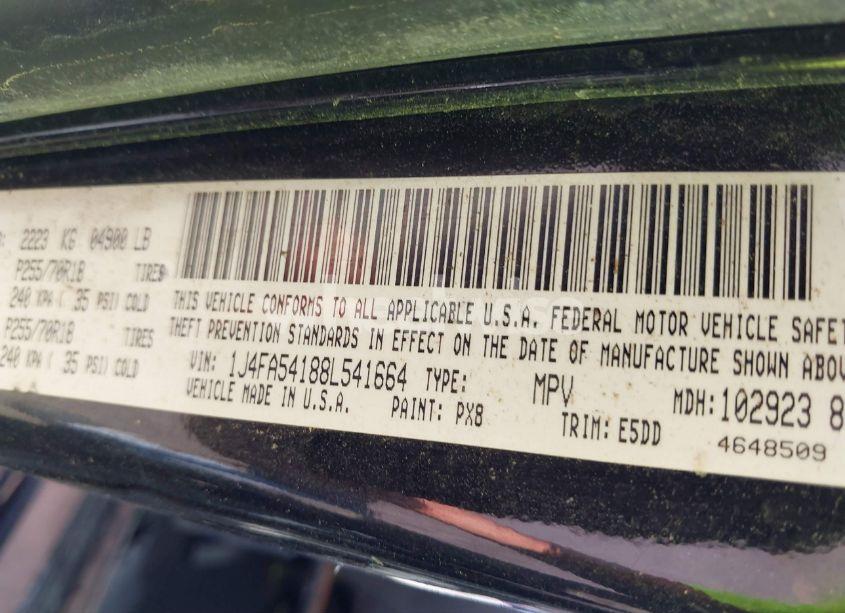 2223 KG 04900 LB
P255/70R18 TIRES
240 KPA ( 35 PSI) COLD
P255/70R18 TIRES
240 KPA ( 35 PSI) COLD
THIS VEHICLE CONFORMS TO ALL APPLICABLE U.S.A. FEDERAL MOTOR VEHICLE SAFET
THEFT PREVENTION STANDARDS IN EFFECT ON THE DATE OF MANUFACTURE SHOWN ABOV
VIN: 1J4FA54188L541664 TYPE: MPV MDH: 102923 8
VEHICLE MADE IN U.S.A. PAINT: PX8 TRIM: E5DD 4648509